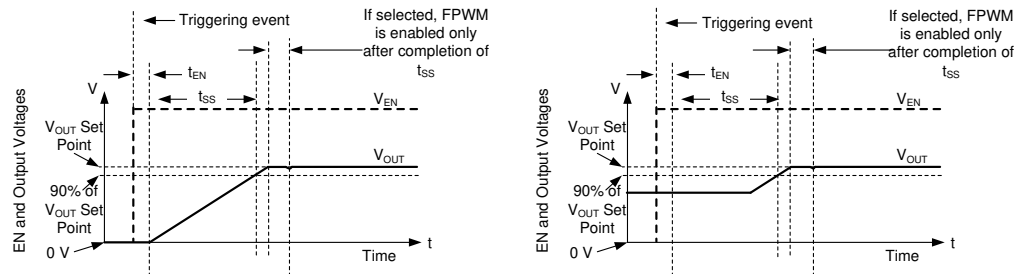 Triggering event
If selected, FPWM
is enabled only
after completion of
tSS
tEN
V
tSS
VEN
VOUT Set
Point
VOUT
90% of
VOUT Set
Point
0 V
t
Time
EN and Output Voltages
Triggering event
If selected, FPWM
is enabled only
after completion of
tSS
tEN
V
tSS
VEN
VOUT Set
Point
VOUT
90% of
VOUT Set
Point
0 V
t
Time
EN and Output Voltages